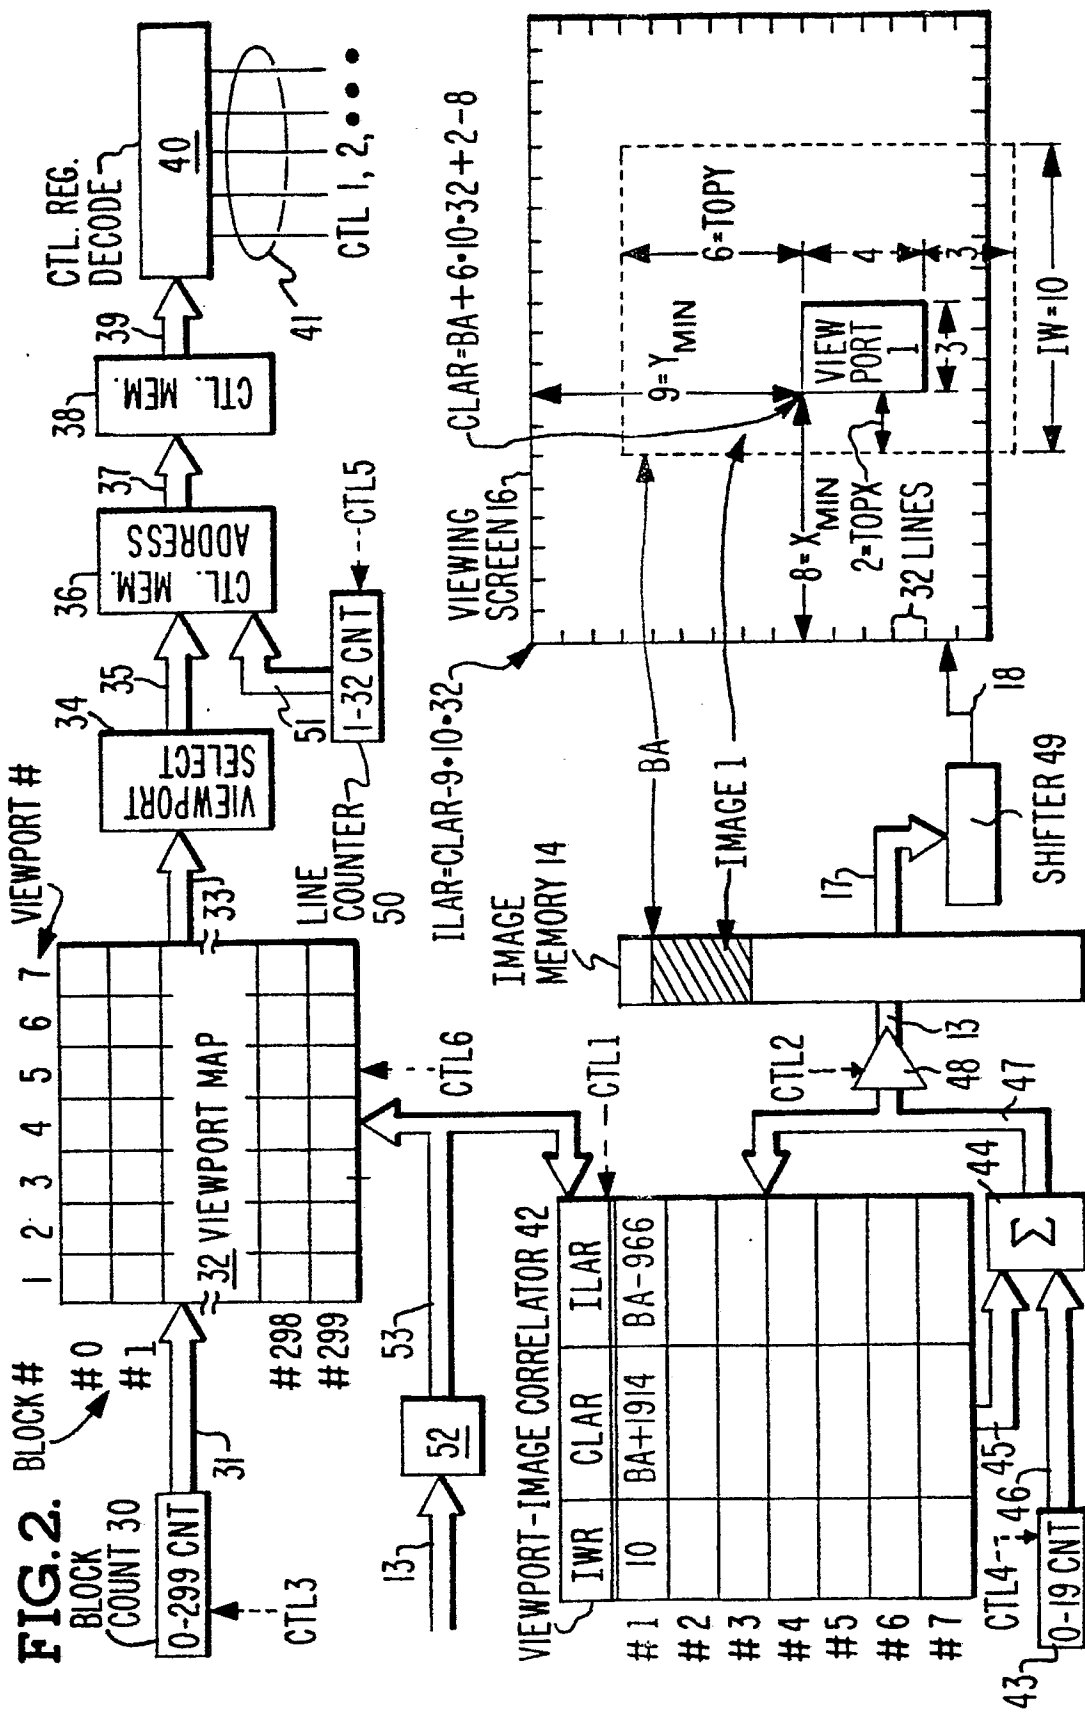 FIG. 2.
BLOCK
COUNT 30
0-299 CNT
CTL3
31
BLOCK #
#0
#1
#298
#299
1 2 3 4 5 6 7
VIEWPORT #
32 VIEWPORT MAP
CTL6
33
34
VIEWPORT
SELECT
35
36
CTL.
MEM.
ADDRESS
37
38
CTL.
MEM.
39
CTL. REG.
DECODE
40
41
CTL 1, 2, •••
51
1-32 CNT
CTL5
LINE
COUNTER
50
13
52
53
VIEWPORT-IMAGE CORRELATOR 42
IWR CLAR ILAR
#1 10 BA+1914 BA-966
#2
#3
#4
#5
#6
#7
CTL1
CTL4
43
0-19 CNT
46
45
44
Σ
47
48
CTL2
13
IMAGE
MEMORY 14
17
SHIFTER 49
18
BA
IMAGE 1
ILAR=CLAR-9•10•32
VIEWING
SCREEN 16
CLAR=BA+6•10•32+2-8
9=YMIN
6=TOPY
8=XMIN
2=TOPX
32 LINES
VIEW
PORT
1
4
3
3
IW=10